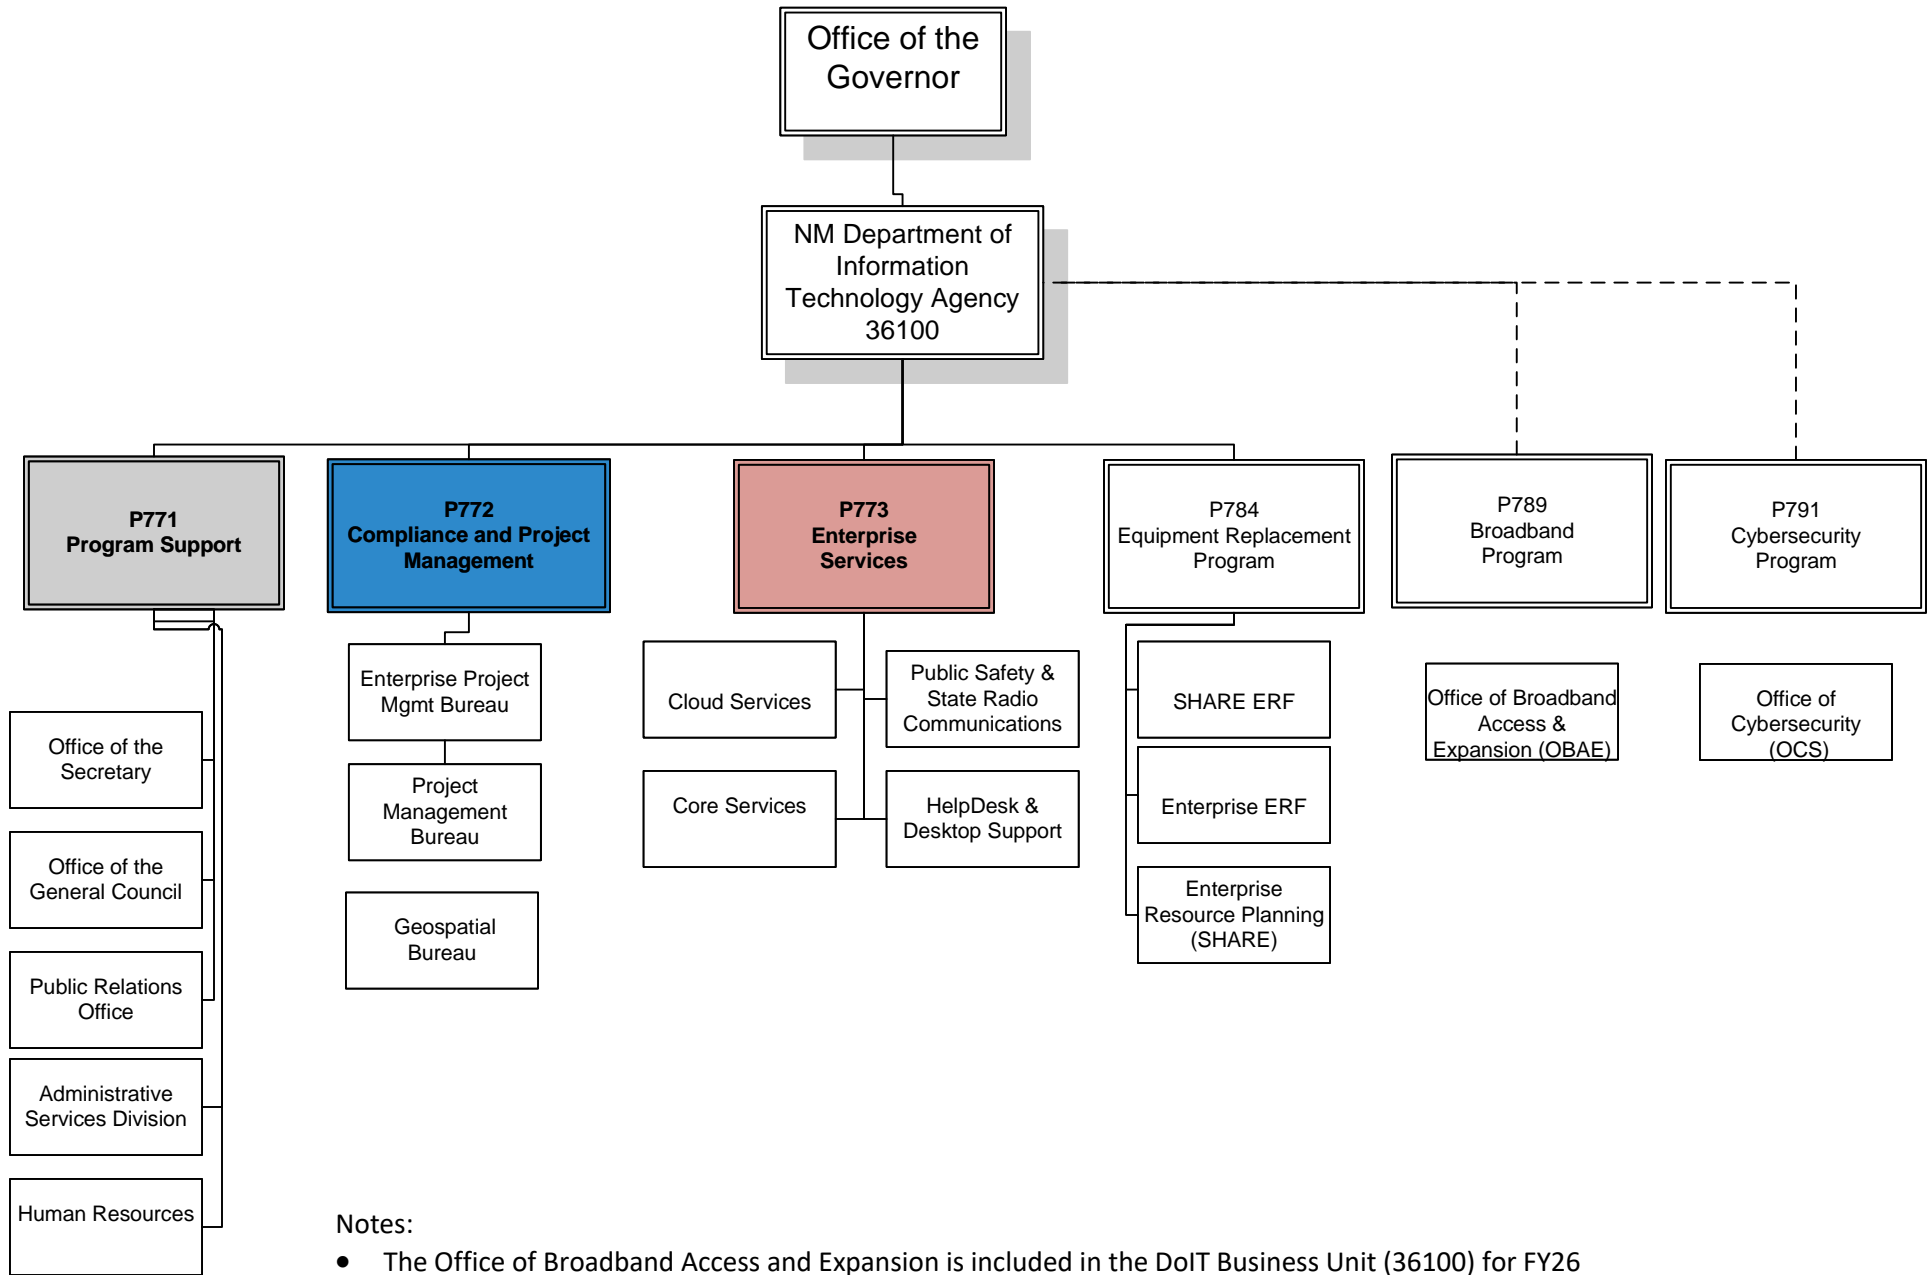 Office of the
Governor
NM Department of
Information
Technology Agency
36100
P771
Program Support
P772
Compliance and Project
Management
P773
Enterprise
Services
P784
Equipment Replacement
Program
P789
Broadband
Program
P791
Cybersecurity
Program
Office of the
Secretary
Office of the
General Council
Public Relations
Office
Administrative
Services Division
Human Resources
Enterprise Project
Mgmt Bureau
Project
Management
Bureau
Geospatial
Bureau
Cloud Services
Core Services
Public Safety &
State Radio
Communications
HelpDesk &
Desktop Support
SHARE ERF
Enterprise ERF
Enterprise
Resource Planning
(SHARE)
Office of Broadband
Access &
Expansion (OBAE)
Office of
Cybersecurity
(OCS)
Notes:
• The Office of Broadband Access and Expansion is included in the DoIT Business Unit (36100) for FY26